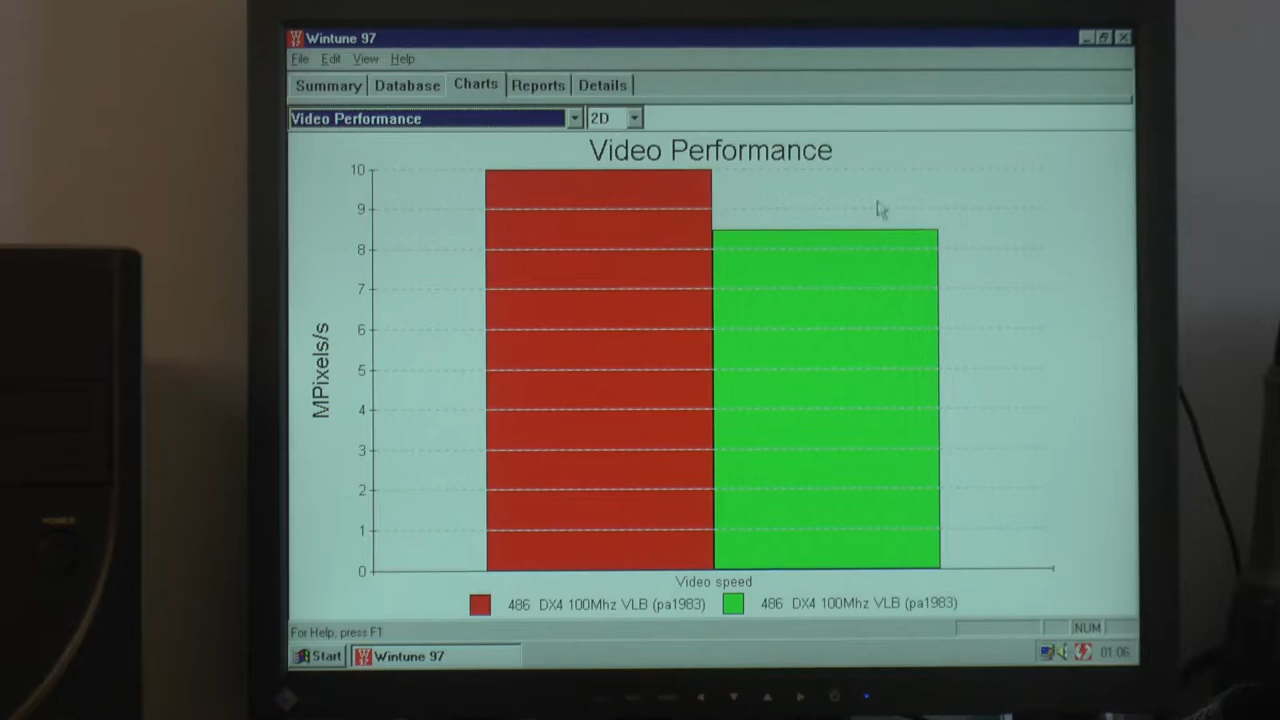 Wintune 97
File Edit View Help
Summary Database Charts Reports Details
Video Performance 2D
Video Performance
10
9
8
7
6
5
4
3
2
1
0
MPixels/s
Video speed
486 DX4 100Mhz VLB (pa1983) 486 DX4 100Mhz VLB (pa1983)
For Help, press F1 NUM
Start Wintune 97 01:06
POWER